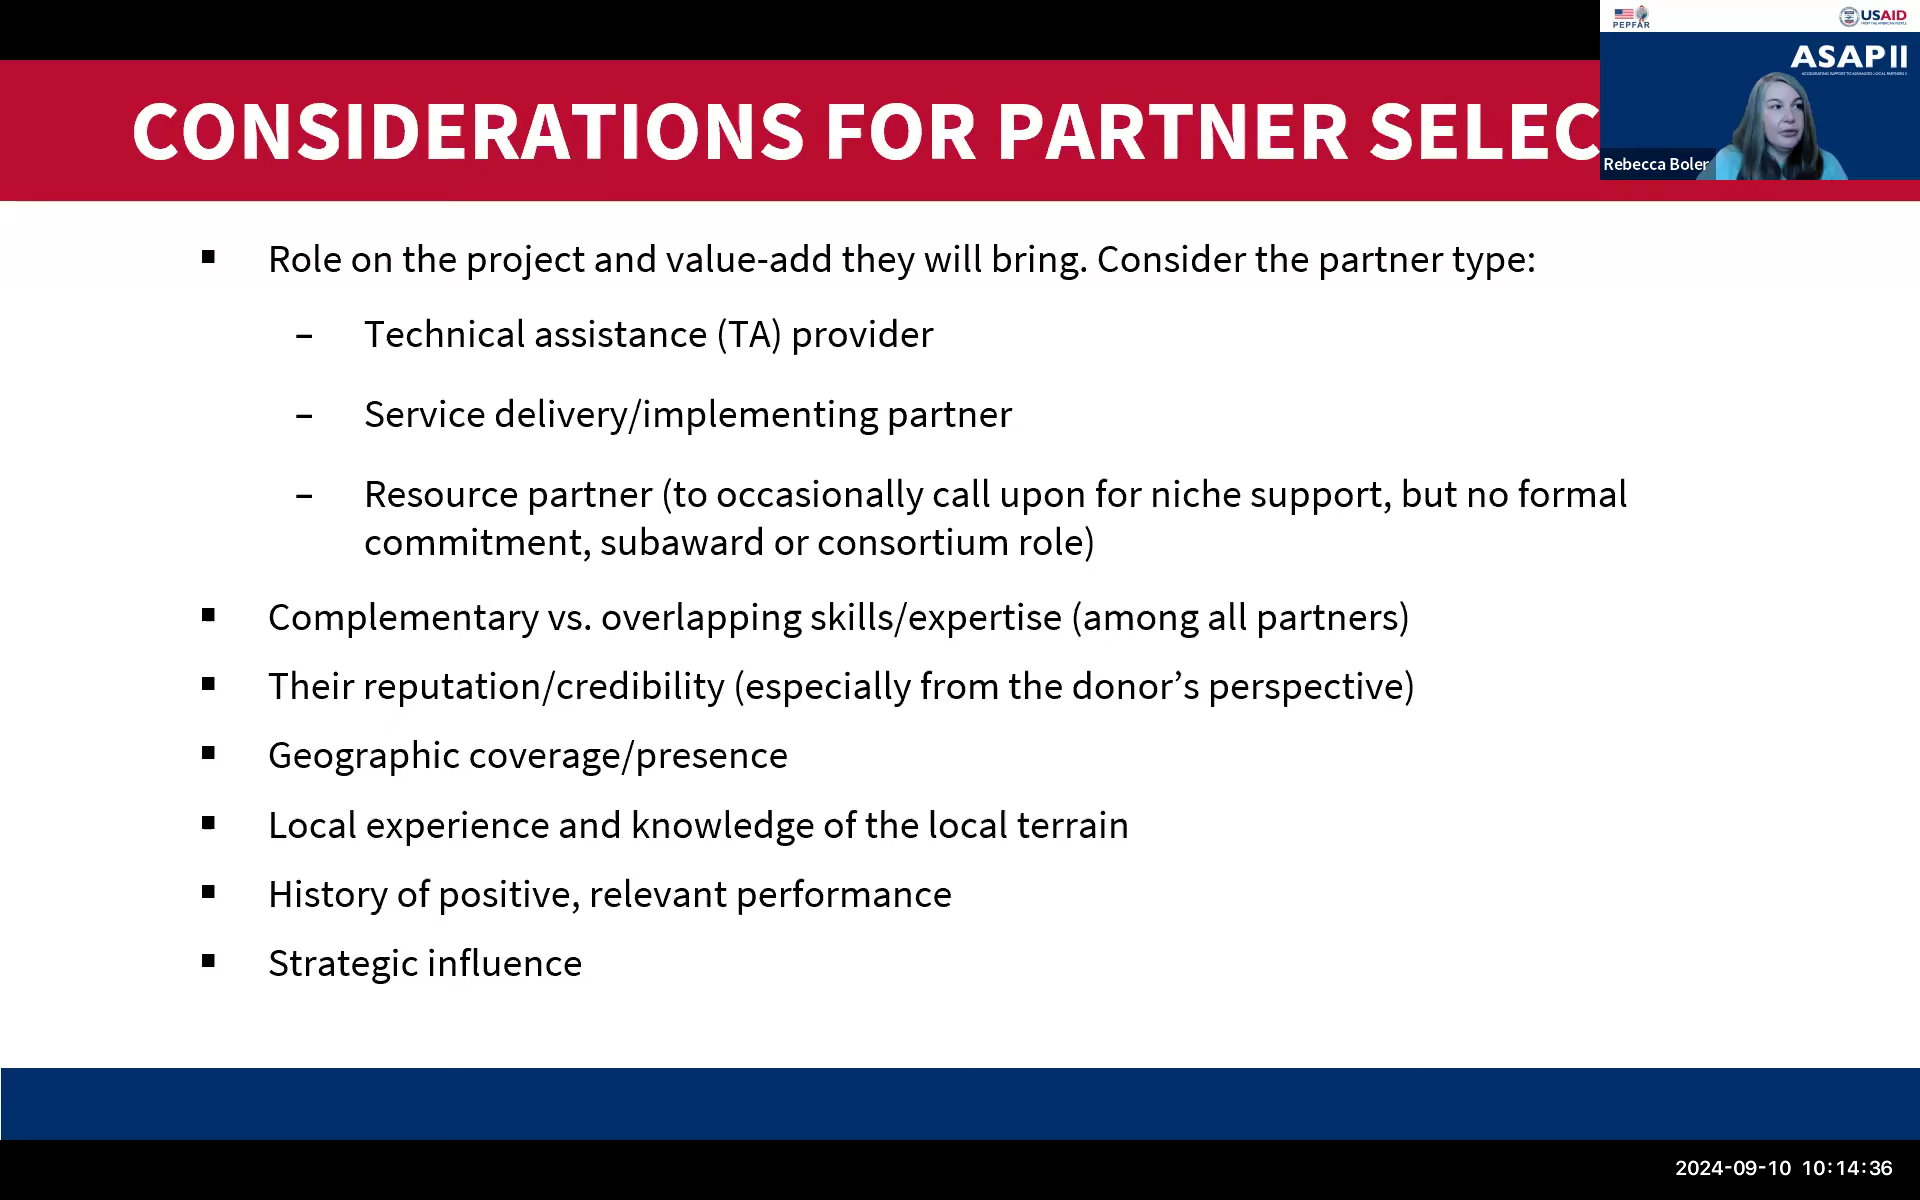 PEPFAR
USAID
FROM THE AMERICAN PEOPLE
ASAP II
ACCELERATING SUPPORT TO ADVANCED LOCAL PARTNERS II
Rebecca Boler
CONSIDERATIONS FOR PARTNER SELEC
▪ Role on the project and value-add they will bring. Consider the partner type:
– Technical assistance (TA) provider
– Service delivery/implementing partner
– Resource partner (to occasionally call upon for niche support, but no formal
commitment, subaward or consortium role)
▪ Complementary vs. overlapping skills/expertise (among all partners)
▪ Their reputation/credibility (especially from the donor’s perspective)
▪ Geographic coverage/presence
▪ Local experience and knowledge of the local terrain
▪ History of positive, relevant performance
▪ Strategic influence
2024-09-10 10:14:36